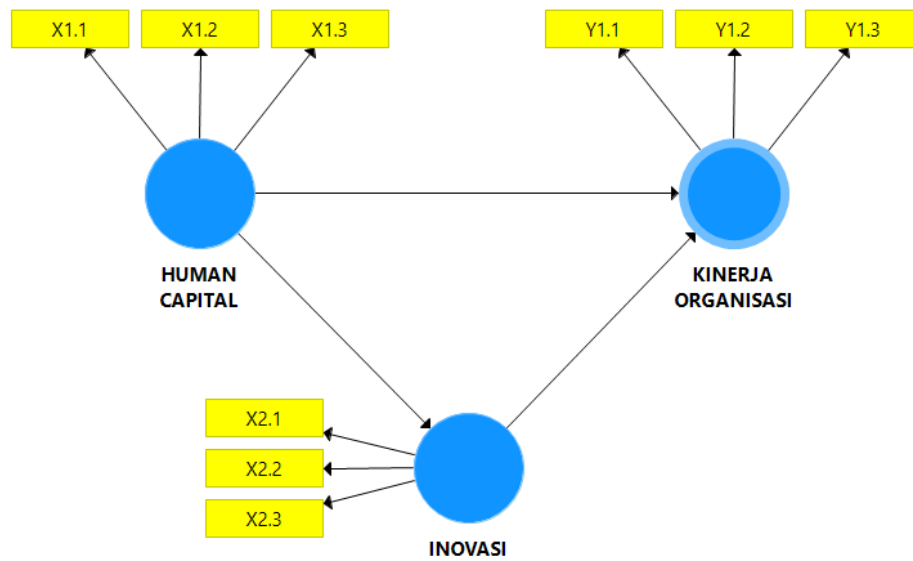 X1.1
X1.2
X1.3
Y1.1
Y1.2
Y1.3
HUMAN
CAPITAL
KINERJA
ORGANISASI
X2.1
X2.2
X2.3
INOVASI